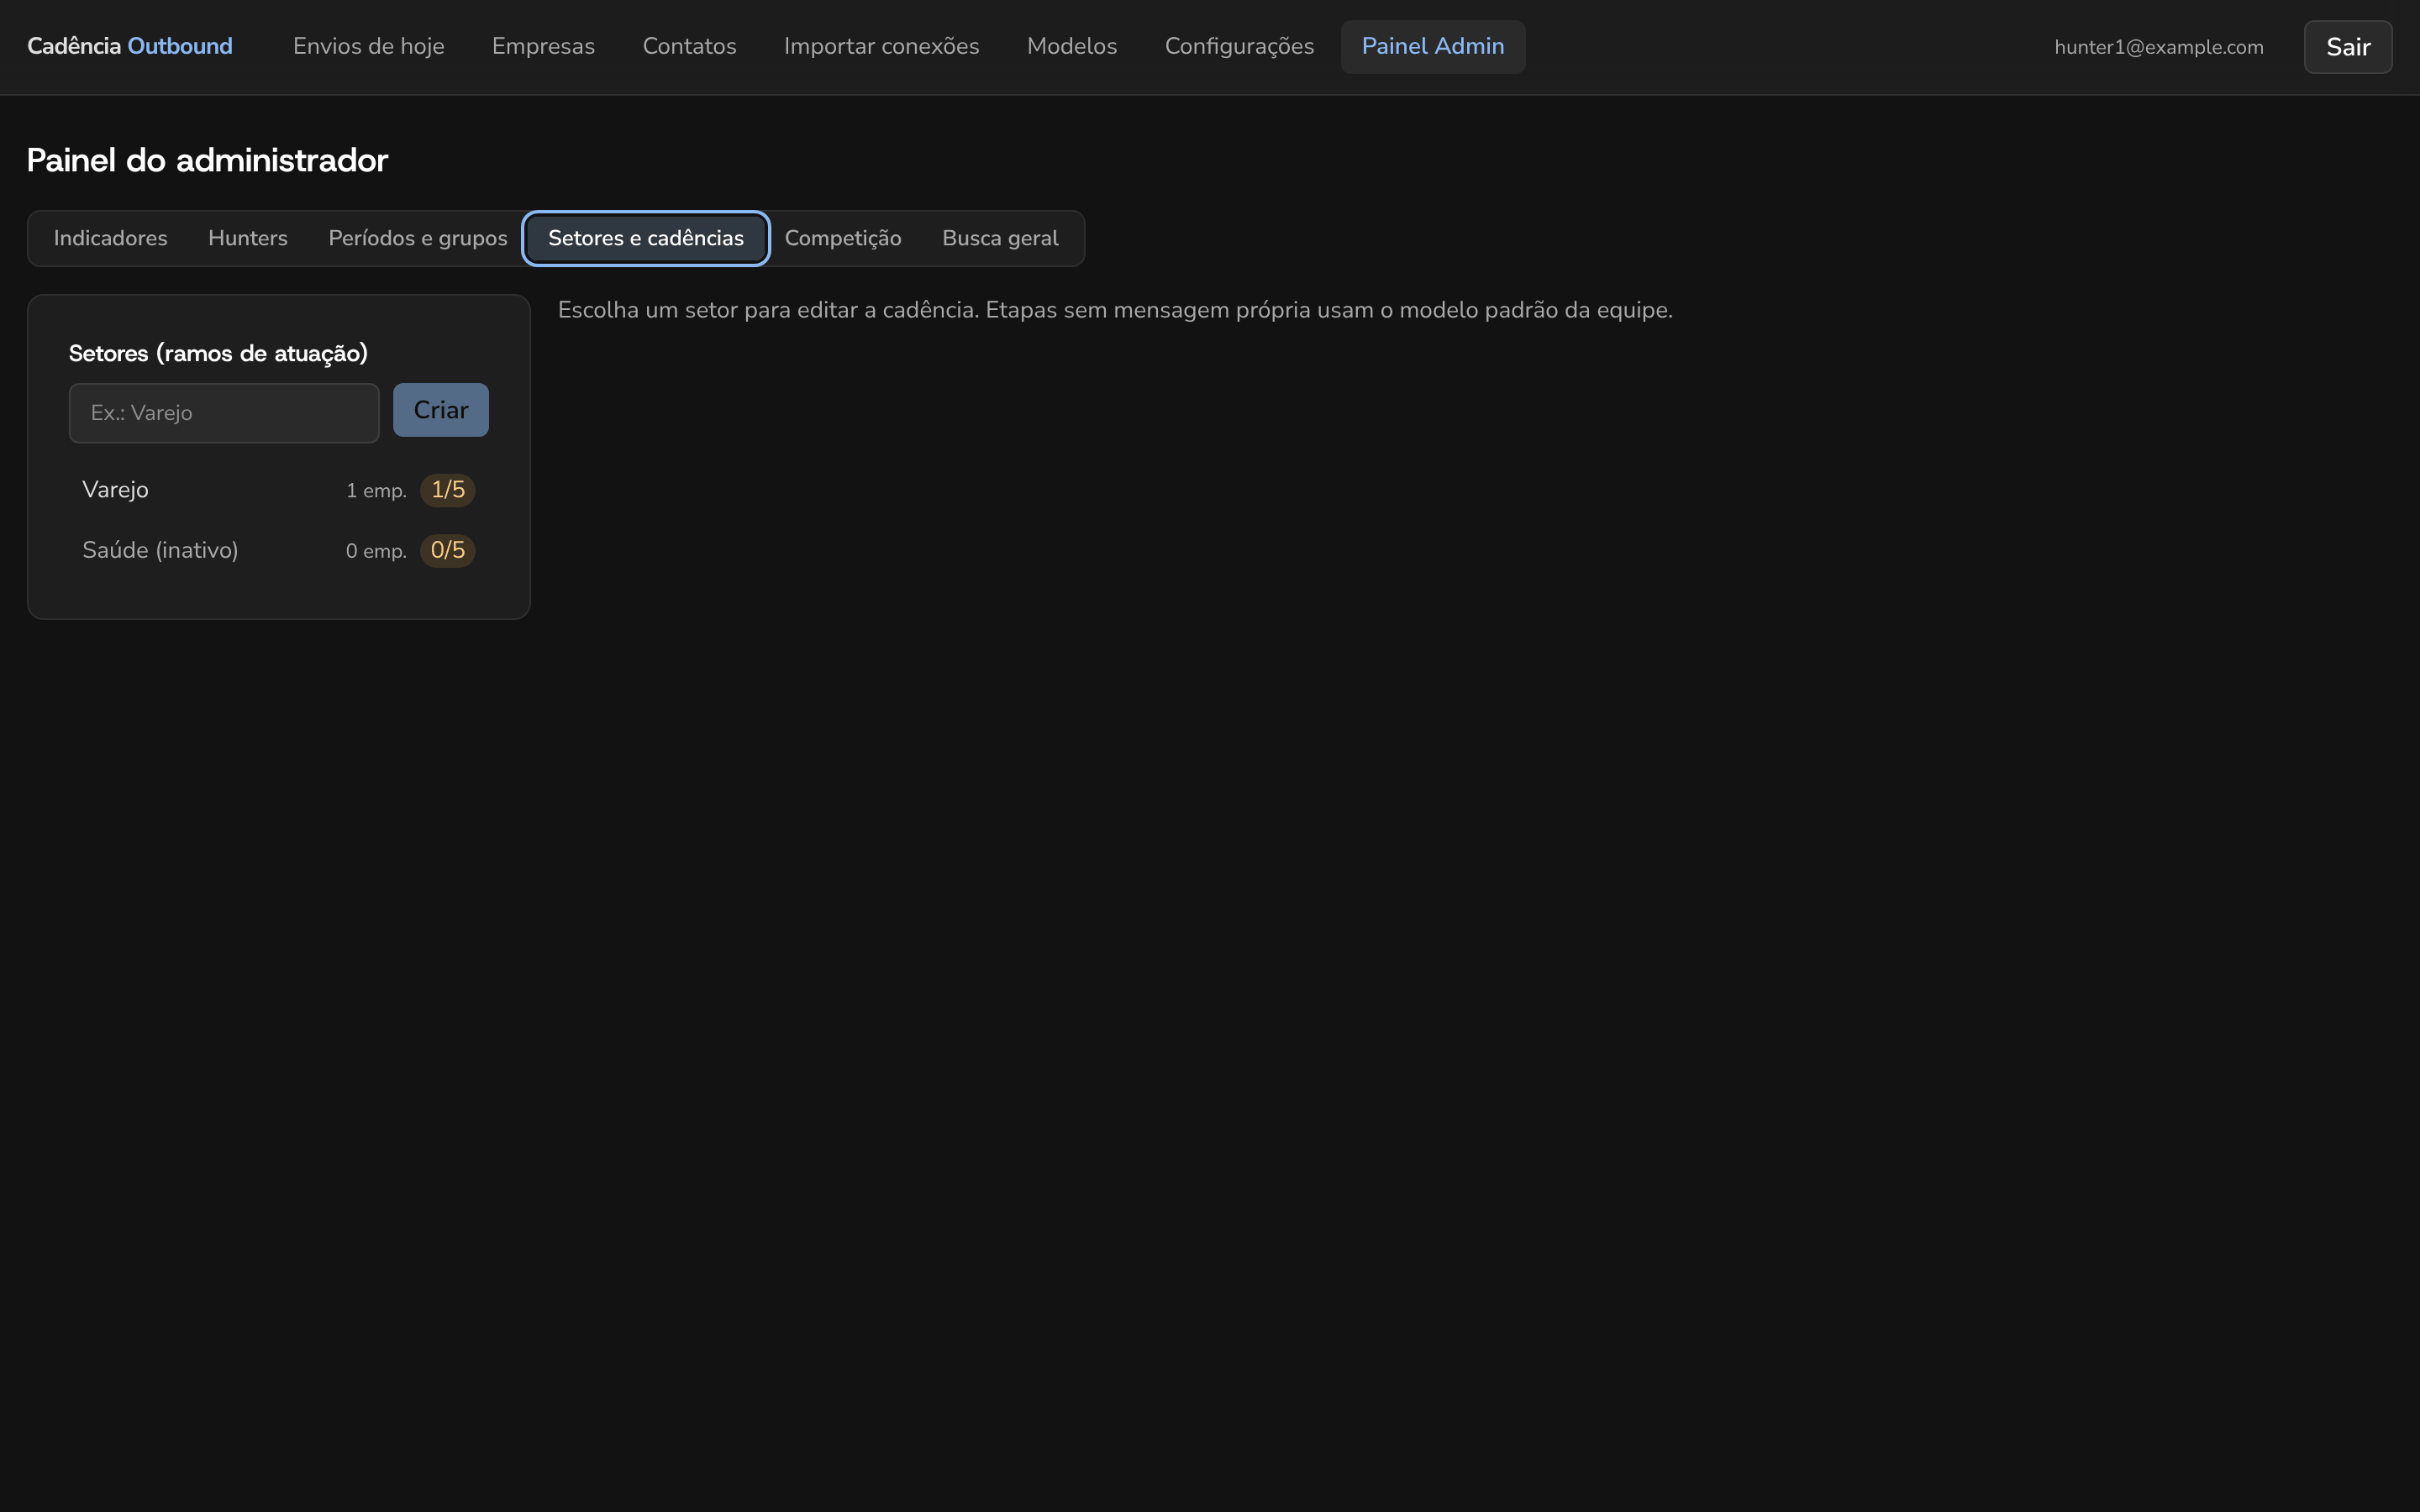 Cadência Outbound Envios de hoje Empresas Contatos Importar conexões Modelos Configurações Painel Admin hunter1@example.com Sair
Painel do administrador
Indicadores Hunters Períodos e grupos Setores e cadências Competição Busca geral
Setores (ramos de atuação)
Ex.: Varejo Criar
Varejo 1 emp. 1/5
Saúde (inativo) 0 emp. 0/5
Escolha um setor para editar a cadência. Etapas sem mensagem própria usam o modelo padrão da equipe.